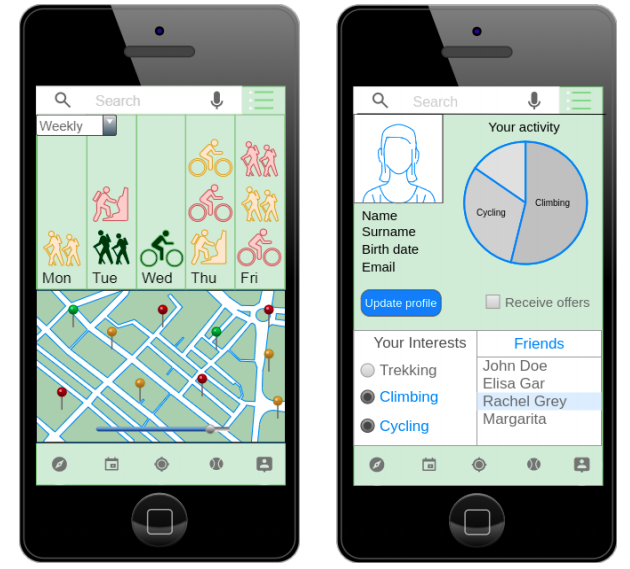 Search
Weekly
Mon Tue Wed Thu Fri
Search
Your activity
Cycling
Climbing
Name
Surname
Birth date
Email
Update profile
Receive offers
Your Interests
Trekking
Climbing
Cycling
Friends
John Doe
Elisa Gar
Rachel Grey
Margarita